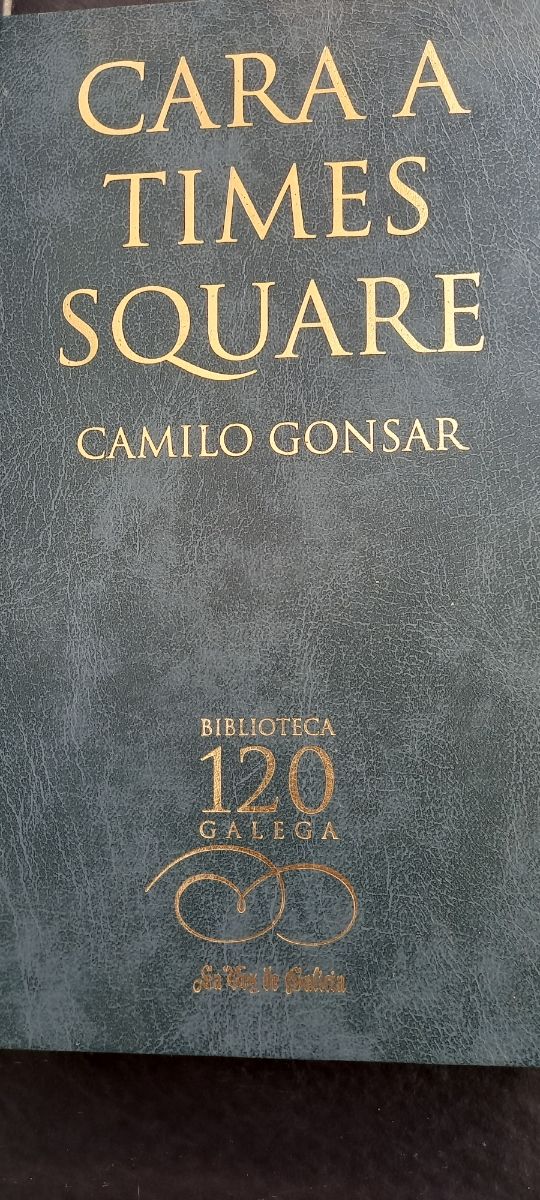 CARA A
TIMES
SQUARE
CAMILO GONSAR
BIBLIOTECA
120
GALEGA
La Voz de Galicia